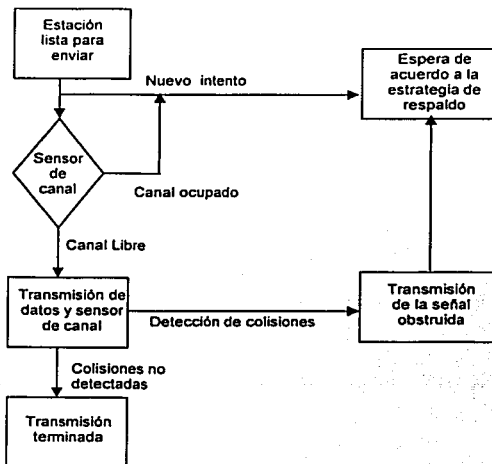 Estación
lista para
enviar
Nuevo intento
Espera de
acuerdo a la
estrategia de
respaldo
Sensor
de
canal
Canal ocupado
Canal Libre
Transmisión de
datos y sensor
de canal
Detección de colisiones
Transmisión
de la señal
obstruida
Colisiones no
detectadas
Transmisión
terminada